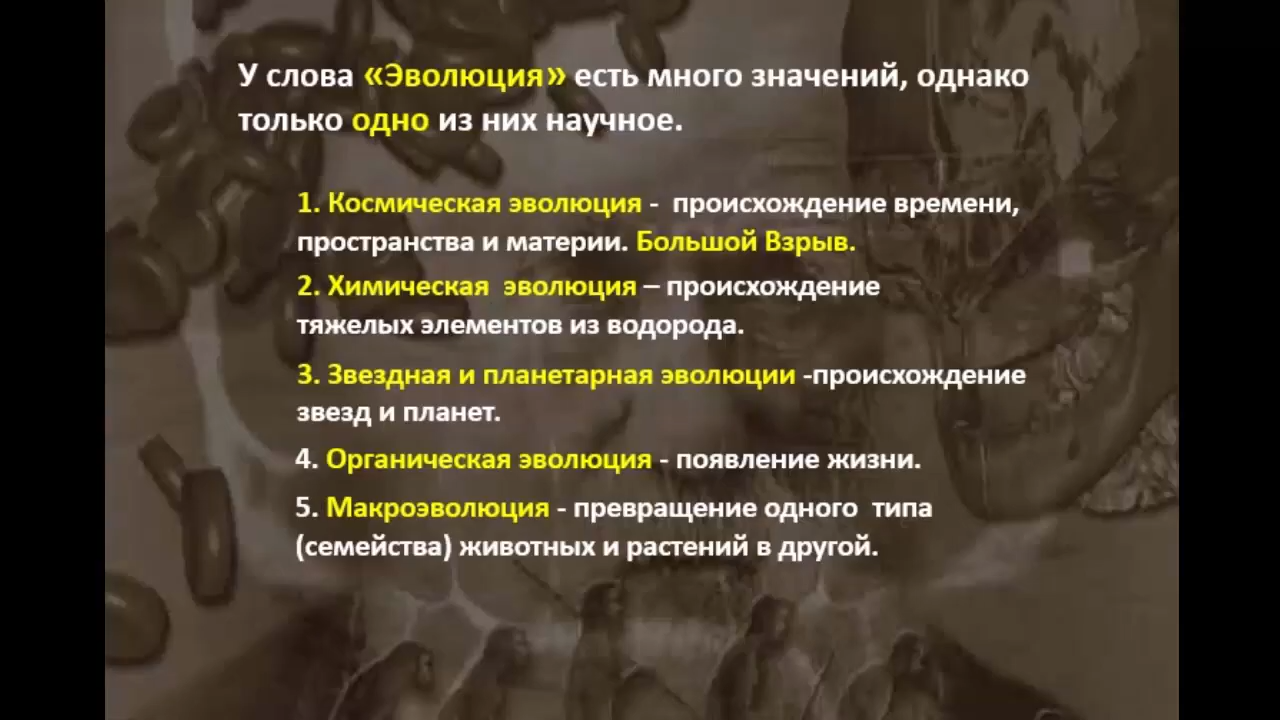 У слова «Эволюция» есть много значений, однако
только одно из них научное.
1. Космическая эволюция - происхождение времени,
пространства и материи. Большой Взрыв.
2. Химическая эволюция – происхождение
тяжелых элементов из водорода.
3. Звездная и планетарная эволюции -происхождение
звезд и планет.
4. Органическая эволюция - появление жизни.
5. Макроэволюция - превращение одного типа
(семейства) животных и растений в другой.